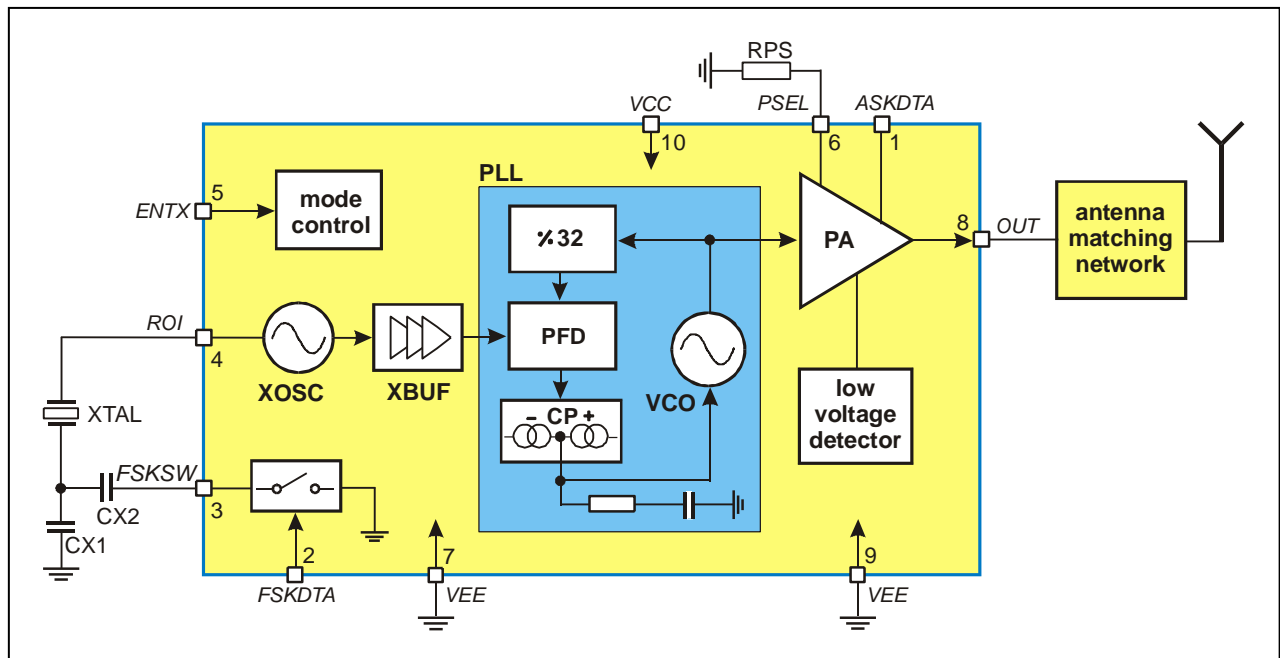 RPS
VCC
PSEL
ASKDTA
10
6
1
PLL
5
ENTX
mode
control
٪32
PA
8
OUT
antenna
matching
network
ROI
4
XOSC
XBUF
PFD
VCO
low
voltage
detector
XTAL
- CP +
FSKSW
3
CX2
CX1
2
7
9
FSKDTA
VEE
VEE